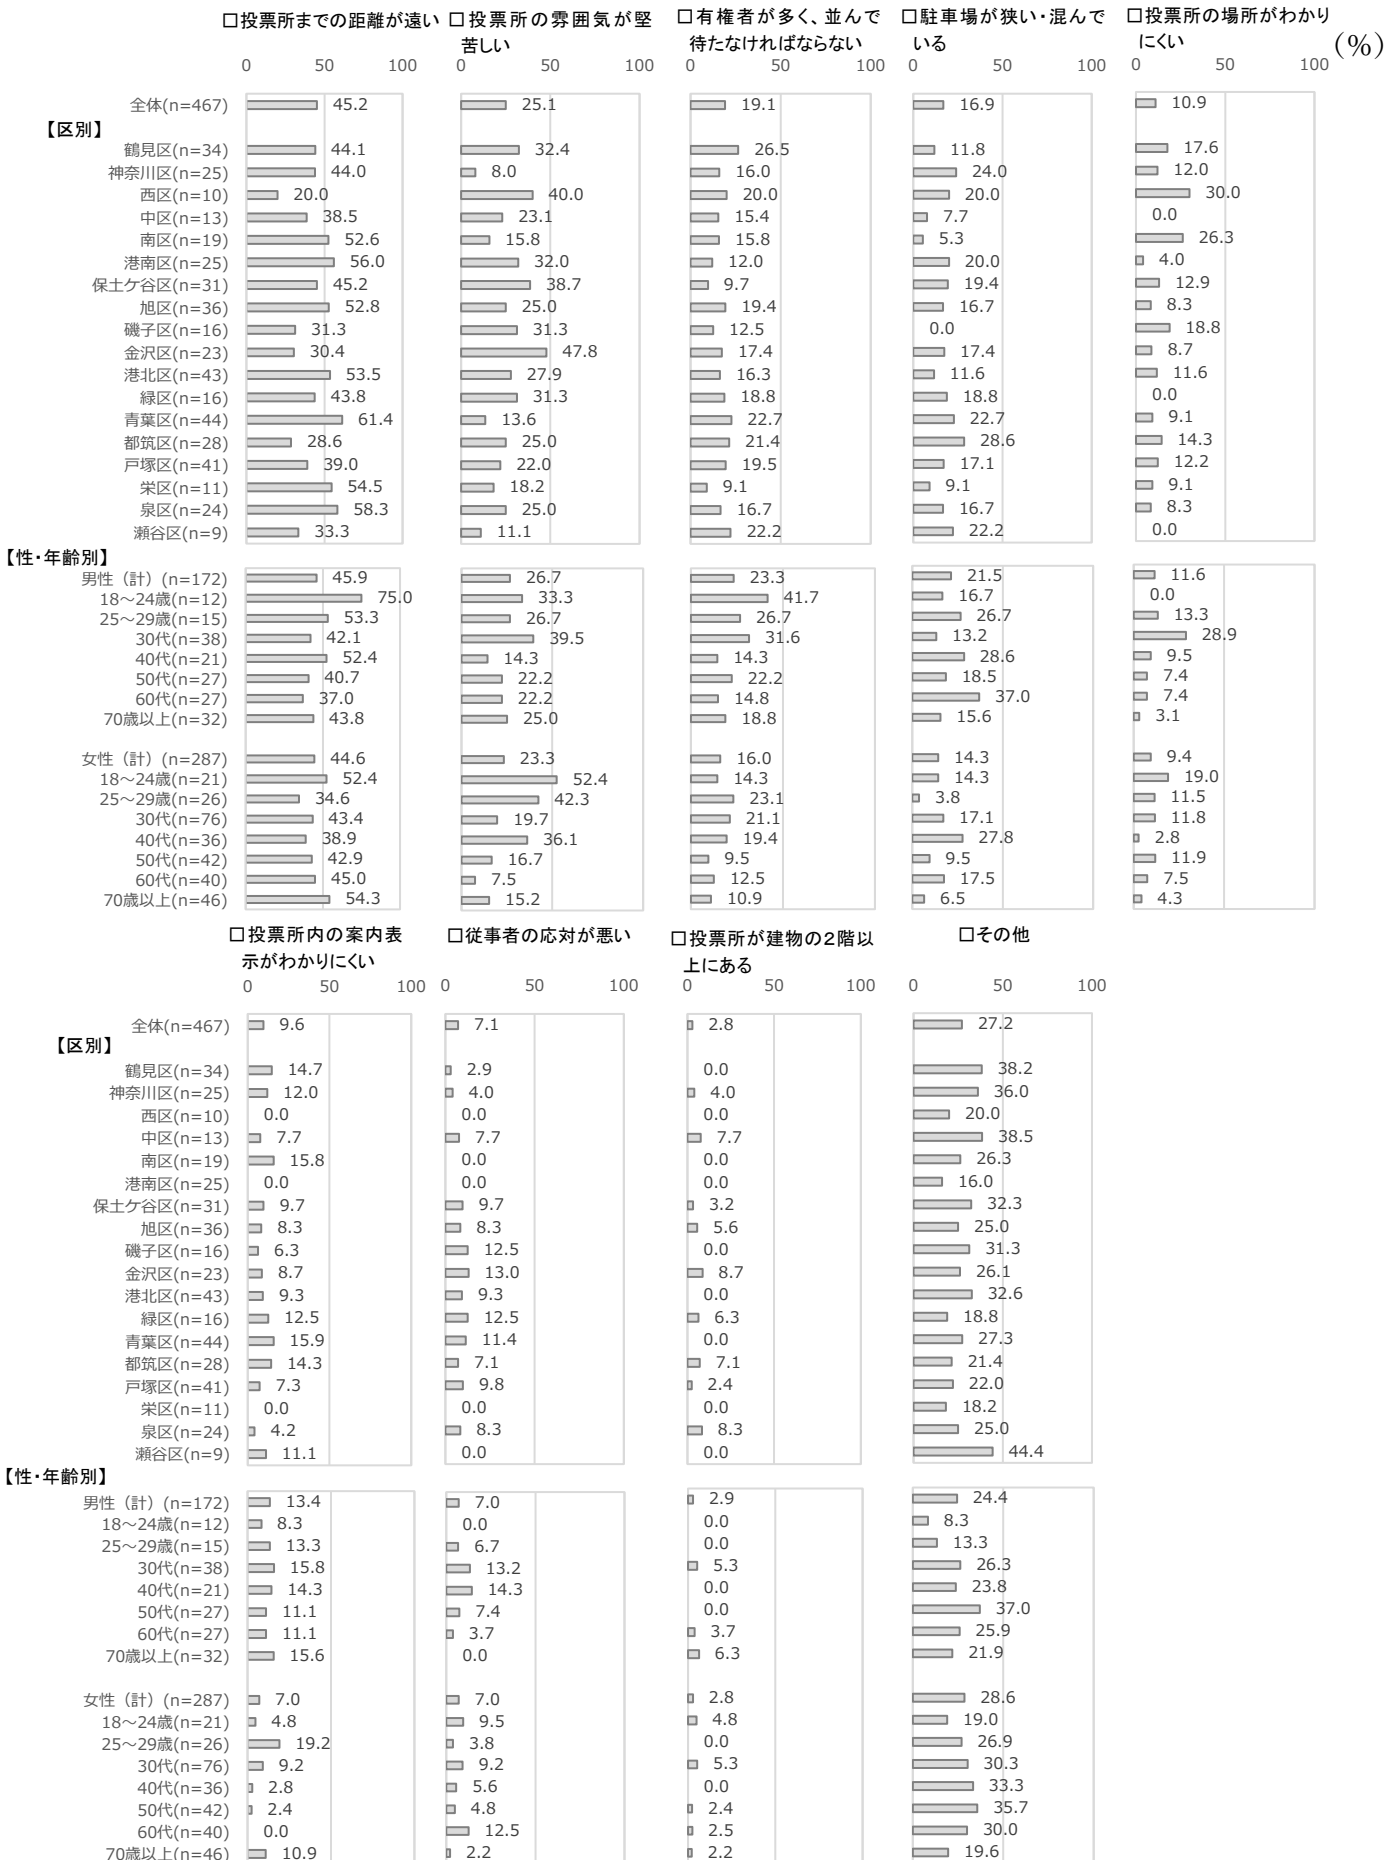 □投票所までの距離が遠い □投票所の雰囲気が堅 □有権者が多く、並んで □駐車場が狭い・混んで □投票所の場所がわかり
苦しい 待たなければならない いる にくい (%)
0 50 100 0 50 100 0 50 100 0 50 100 0 50 100
全体(n=467) 45.2 25.1 19.1 16.9 10.9
【区別】
鶴見区(n=34) 44.1 32.4 26.5 11.8 17.6
神奈川区(n=25) 44.0 8.0 16.0 24.0 12.0
西区(n=10) 20.0 40.0 20.0 20.0 30.0
中区(n=13) 38.5 23.1 15.4 7.7 0.0
南区(n=19) 52.6 15.8 15.8 5.3 26.3
港南区(n=25) 56.0 32.0 12.0 20.0 4.0
保土ケ谷区(n=31) 45.2 38.7 9.7 19.4 12.9
旭区(n=36) 52.8 25.0 19.4 16.7 8.3
磯子区(n=16) 31.3 31.3 12.5 0.0 18.8
金沢区(n=23) 30.4 47.8 17.4 17.4 8.7
港北区(n=43) 53.5 27.9 16.3 11.6 11.6
緑区(n=16) 43.8 31.3 18.8 18.8 0.0
青葉区(n=44) 61.4 13.6 22.7 22.7 9.1
都筑区(n=28) 28.6 25.0 21.4 28.6 14.3
戸塚区(n=41) 39.0 22.0 19.5 17.1 12.2
栄区(n=11) 54.5 18.2 9.1 9.1 9.1
泉区(n=24) 58.3 25.0 16.7 16.7 8.3
瀬谷区(n=9) 33.3 11.1 22.2 22.2 0.0
【性・年齢別】
男性（計）(n=172) 45.9 26.7 23.3 21.5 11.6
18～24歳(n=12) 75.0 33.3 41.7 16.7 0.0
25～29歳(n=15) 53.3 26.7 26.7 26.7 13.3
30代(n=38) 42.1 39.5 31.6 13.2 28.9
40代(n=21) 52.4 14.3 14.3 28.6 9.5
50代(n=27) 40.7 22.2 22.2 18.5 7.4
60代(n=27) 37.0 22.2 14.8 37.0 7.4
70歳以上(n=32) 43.8 25.0 18.8 15.6 3.1
女性（計）(n=287) 44.6 23.3 16.0 14.3 9.4
18～24歳(n=21) 52.4 52.4 14.3 14.3 19.0
25～29歳(n=26) 34.6 42.3 23.1 3.8 11.5
30代(n=76) 43.4 19.7 21.1 17.1 11.8
40代(n=36) 38.9 36.1 19.4 27.8 2.8
50代(n=42) 42.9 16.7 9.5 9.5 11.9
60代(n=40) 45.0 7.5 12.5 17.5 7.5
70歳以上(n=46) 54.3 15.2 10.9 6.5 4.3
□投票所内の案内表 □従事者の応対が悪い □投票所が建物の2階以 □その他
示がわかりにくい 上にある
0 50 100 0 50 100 0 50 100 0 50 100
全体(n=467) 9.6 7.1 2.8 27.2
【区別】
鶴見区(n=34) 14.7 2.9 0.0 38.2
神奈川区(n=25) 12.0 4.0 4.0 36.0
西区(n=10) 0.0 0.0 0.0 20.0
中区(n=13) 7.7 7.7 7.7 38.5
南区(n=19) 15.8 0.0 0.0 26.3
港南区(n=25) 0.0 0.0 0.0 16.0
保土ケ谷区(n=31) 9.7 9.7 3.2 32.3
旭区(n=36) 8.3 8.3 5.6 25.0
磯子区(n=16) 6.3 12.5 0.0 31.3
金沢区(n=23) 8.7 13.0 8.7 26.1
港北区(n=43) 9.3 9.3 0.0 32.6
緑区(n=16) 12.5 12.5 6.3 18.8
青葉区(n=44) 15.9 11.4 0.0 27.3
都筑区(n=28) 14.3 7.1 7.1 21.4
戸塚区(n=41) 7.3 9.8 2.4 22.0
栄区(n=11) 0.0 0.0 0.0 18.2
泉区(n=24) 4.2 8.3 8.3 25.0
瀬谷区(n=9) 11.1 0.0 0.0 44.4
【性・年齢別】
男性（計）(n=172) 13.4 7.0 2.9 24.4
18～24歳(n=12) 8.3 0.0 0.0 8.3
25～29歳(n=15) 13.3 6.7 0.0 13.3
30代(n=38) 15.8 13.2 5.3 26.3
40代(n=21) 14.3 14.3 0.0 23.8
50代(n=27) 11.1 7.4 0.0 37.0
60代(n=27) 11.1 3.7 3.7 25.9
70歳以上(n=32) 15.6 0.0 6.3 21.9
女性（計）(n=287) 7.0 7.0 2.8 28.6
18～24歳(n=21) 4.8 9.5 4.8 19.0
25～29歳(n=26) 19.2 3.8 0.0 26.9
30代(n=76) 9.2 9.2 5.3 30.3
40代(n=36) 2.8 5.6 0.0 33.3
50代(n=42) 2.4 4.8 2.4 35.7
60代(n=40) 0.0 12.5 2.5 30.0
70歳以上(n=46) 10.9 2.2 2.2 19.6